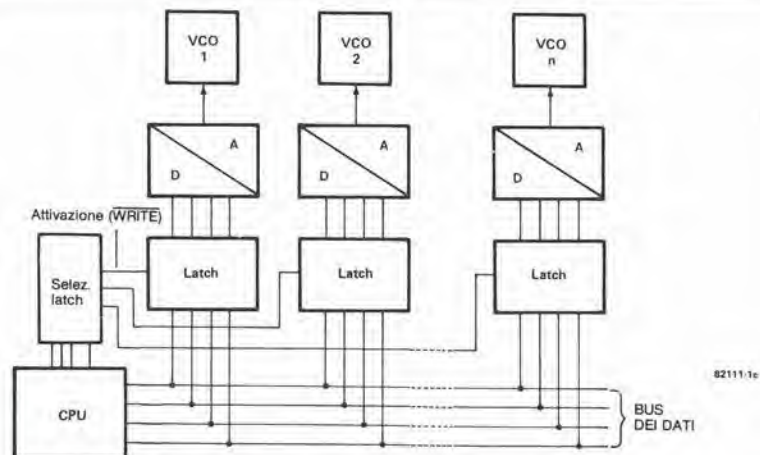 VCO
1
VCO
2
VCO
n
D
A
D
A
D
A
Attivazione (WRITE)
Selez.
latch
Latch
Latch
Latch
82111-1c
CPU
BUS
DEI DATI